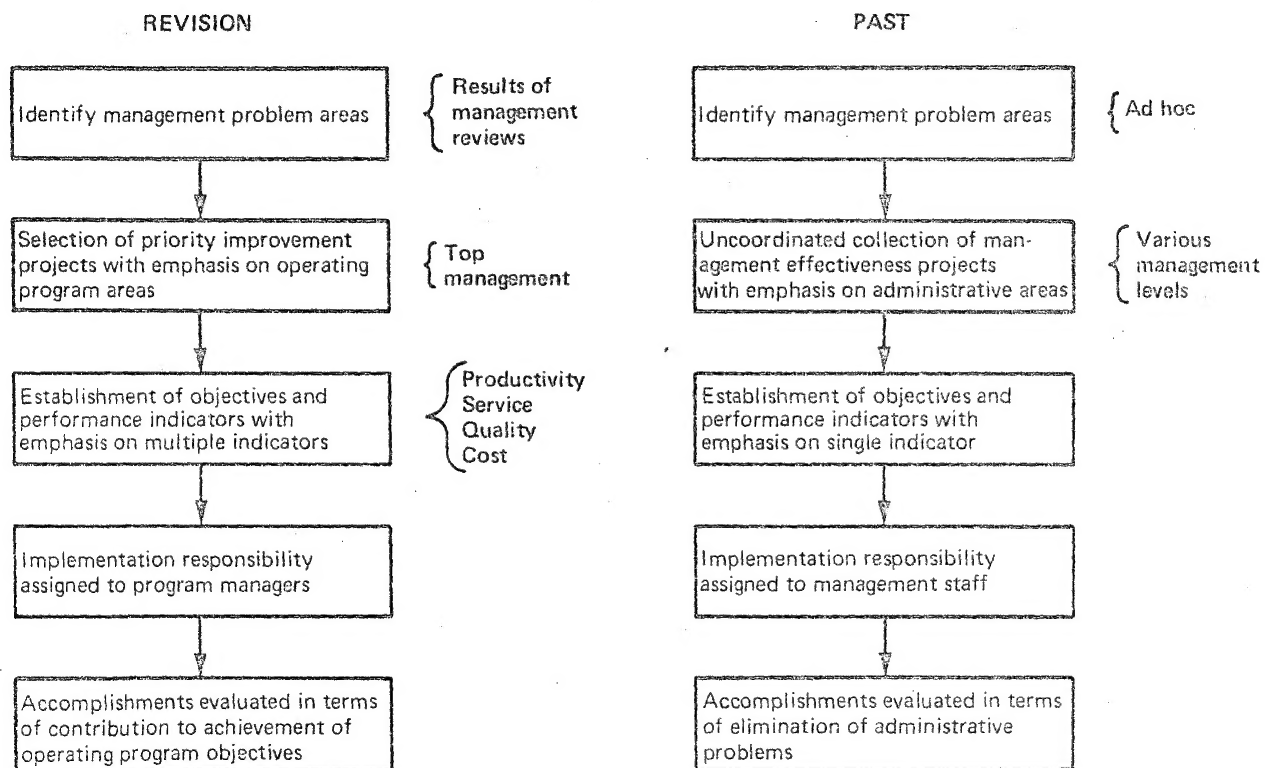 REVISION
Identify management problem areas
Results of
management
reviews
Selection of priority improvement
projects with emphasis on operating
program areas
Top
management
Establishment of objectives and
performance indicators with
emphasis on multiple indicators
Productivity
Service
Quality
Cost
Implementation responsibility
assigned to program managers
Accomplishments evaluated in terms
of contribution to achievement of
operating program objectives
PAST
Identify management problem areas
Ad hoc
Uncoordinated collection of man-
agement effectiveness projects
with emphasis on administrative areas
Various
management
levels
Establishment of objectives and
performance indicators with
emphasis on single indicator
Implementation responsibility
assigned to management staff
Accomplishments evaluated in terms
of elimination of administrative
problems